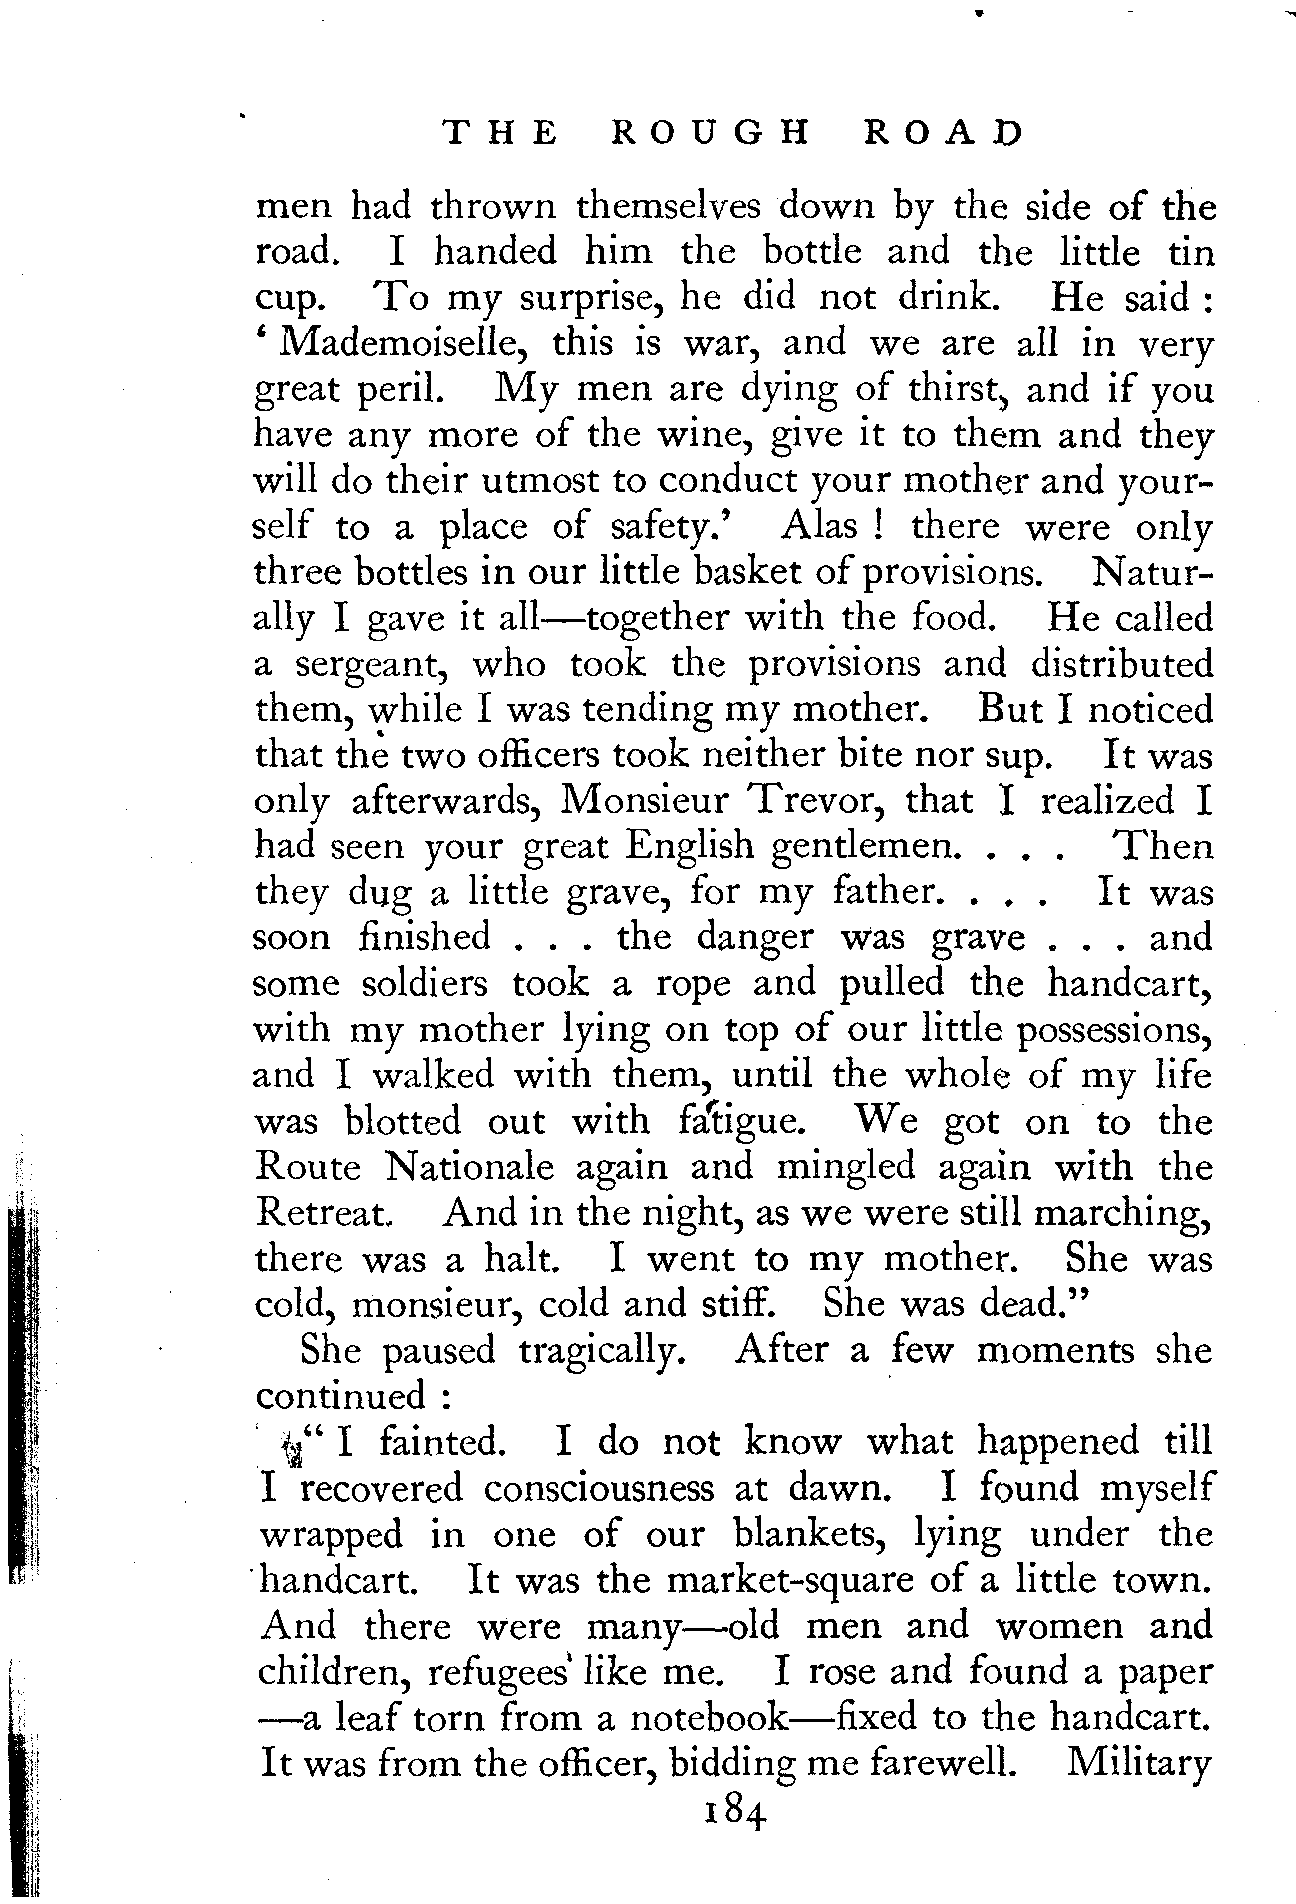 THE ROUGH ROAD
men had thrown themselves down by the side of the
road. I handed him the bottle and the little tin
cup. To my surprise, he did not drink. He said :
‘ Mademoiselle, this is war, and we are all in very
great peril. My men are dying of thirst, and if you
have any more of the wine, give it to them and they
will do their utmost to conduct your mother and your-
self to a place of safety.’ Alas ! there were only
three bottles in our little basket of provisions. Natur-
ally I gave it all—together with the food. He called
a sergeant, who took the provisions and distributed
them, while I was tending my mother. But I noticed
that the two officers took neither bite nor sup. It was
only afterwards, Monsieur Trevor, that I realized I
had seen your great English gentlemen. . . . Then
they dug a little grave, for my father. . . . It was
soon finished . . . the danger was grave . . . and
some soldiers took a rope and pulled the handcart,
with my mother lying on top of our little possessions,
and I walked with them, until the whole of my life
was blotted out with fatigue. We got on to the
Route Nationale again and mingled again with the
Retreat. And in the night, as we were still marching,
there was a halt. I went to my mother. She was
cold, monsieur, cold and stiff. She was dead.”
She paused tragically. After a few moments she
continued :
“ I fainted. I do not know what happened till
I recovered consciousness at dawn. I found myself
wrapped in one of our blankets, lying under the
handcart. It was the market-square of a little town.
And there were many—old men and women and
children, refugees like me. I rose and found a paper
—a leaf torn from a notebook—fixed to the handcart.
It was from the officer, bidding me farewell. Military
184